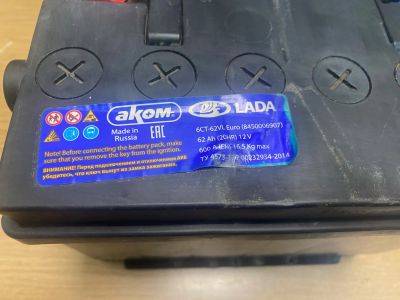 аком LADA
Made in Russia
EAC
6СТ-62VL Euro (8450006907)
62 Ah (20HR) 12 V
600 A (EN) 16,5 Kg max
ТУ 4573- 00232934-2014
Note! Before connecting the battery pack, make
sure that you remove the key from the ignition.
ВНИМАНИЕ! Перед подключением и отключением АКБ
убедитесь, что ключ вынут из замка зажигания.